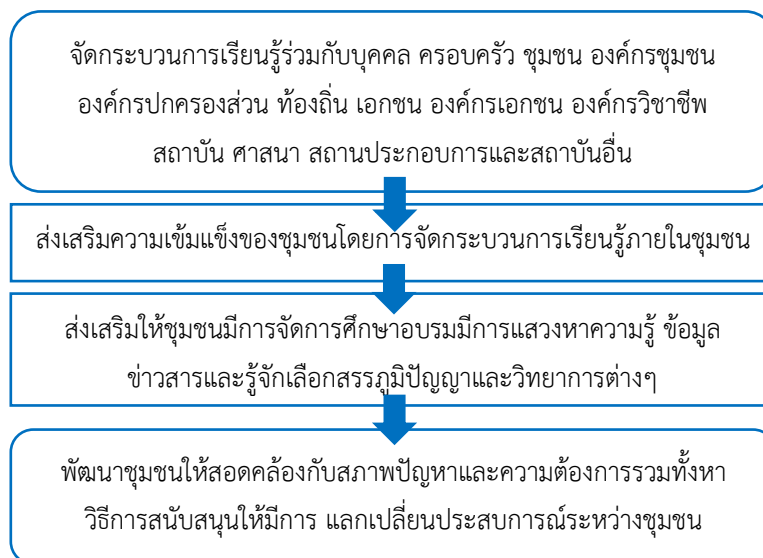 จัดกระบวนการเรียนรู้ร่วมกับบุคคล ครอบครัว ชุมชน องค์กรชุมชน
องค์กรปกครองส่วน ท้องถิ่น เอกชน องค์กรเอกชน องค์กรวิชาชีพ
สถาบัน ศาสนา สถานประกอบการและสถาบันอื่น
ส่งเสริมความเข้มแข็งของชุมชนโดยการจัดกระบวนการเรียนรู้ภายในชุมชน
ส่งเสริมให้ชุมชนมีการจัดการศึกษาอบรมมีการแสวงหาความรู้ ข้อมูล
ข่าวสารและรู้จักเลือกสรรภูมิปัญญาและวิทยาการต่างๆ
พัฒนาชุมชนให้สอดคล้องกับสภาพปัญหาและความต้องการรวมทั้งหา
วิธีการสนับสนุนให้มีการ แลกเปลี่ยนประสบการณ์ระหว่างชุมชน